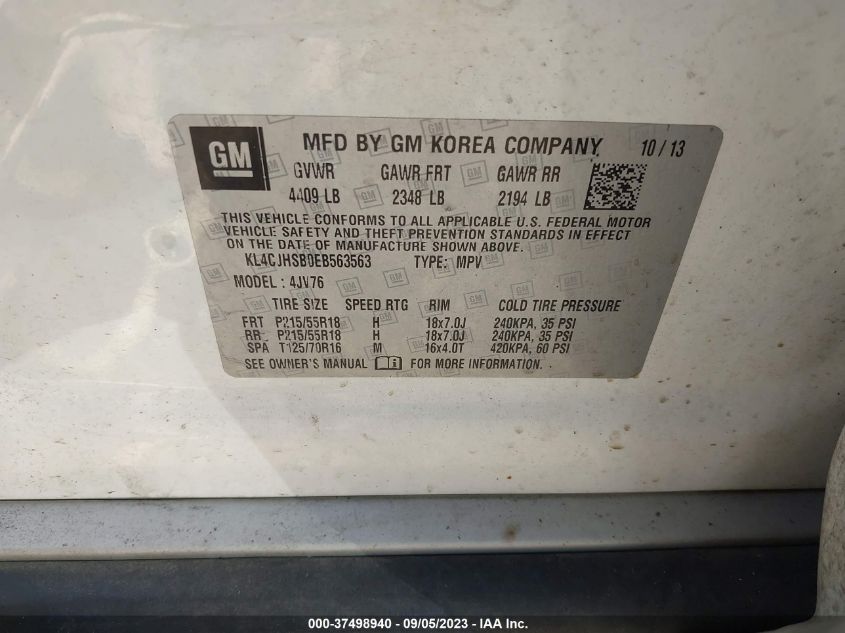 GM
MFD BY GM KOREA COMPANY 10 / 13
GVWR GAWR FRT GAWR RR
4409 LB 2348 LB 2194 LB
THIS VEHICLE CONFORMS TO ALL APPLICABLE U.S. FEDERAL MOTOR
VEHICLE SAFETY AND THEFT PREVENTION STANDARDS IN EFFECT
ON THE DATE OF MANUFACTURE SHOWN ABOVE.
KL4CJHSB0EB563563 TYPE: MPV
MODEL : 4JV76
TIRE SIZE SPEED RTG RIM COLD TIRE PRESSURE
FRT P215/55R18 H 18x7.0J 240KPA, 35 PSI
RR P215/55R18 H 18x7.0J 240KPA, 35 PSI
SPA T125/70R16 M 16x4.0T 420KPA, 60 PSI
SEE OWNER'S MANUAL FOR MORE INFORMATION.
000-37498940 - 09/05/2023 - IAA Inc.